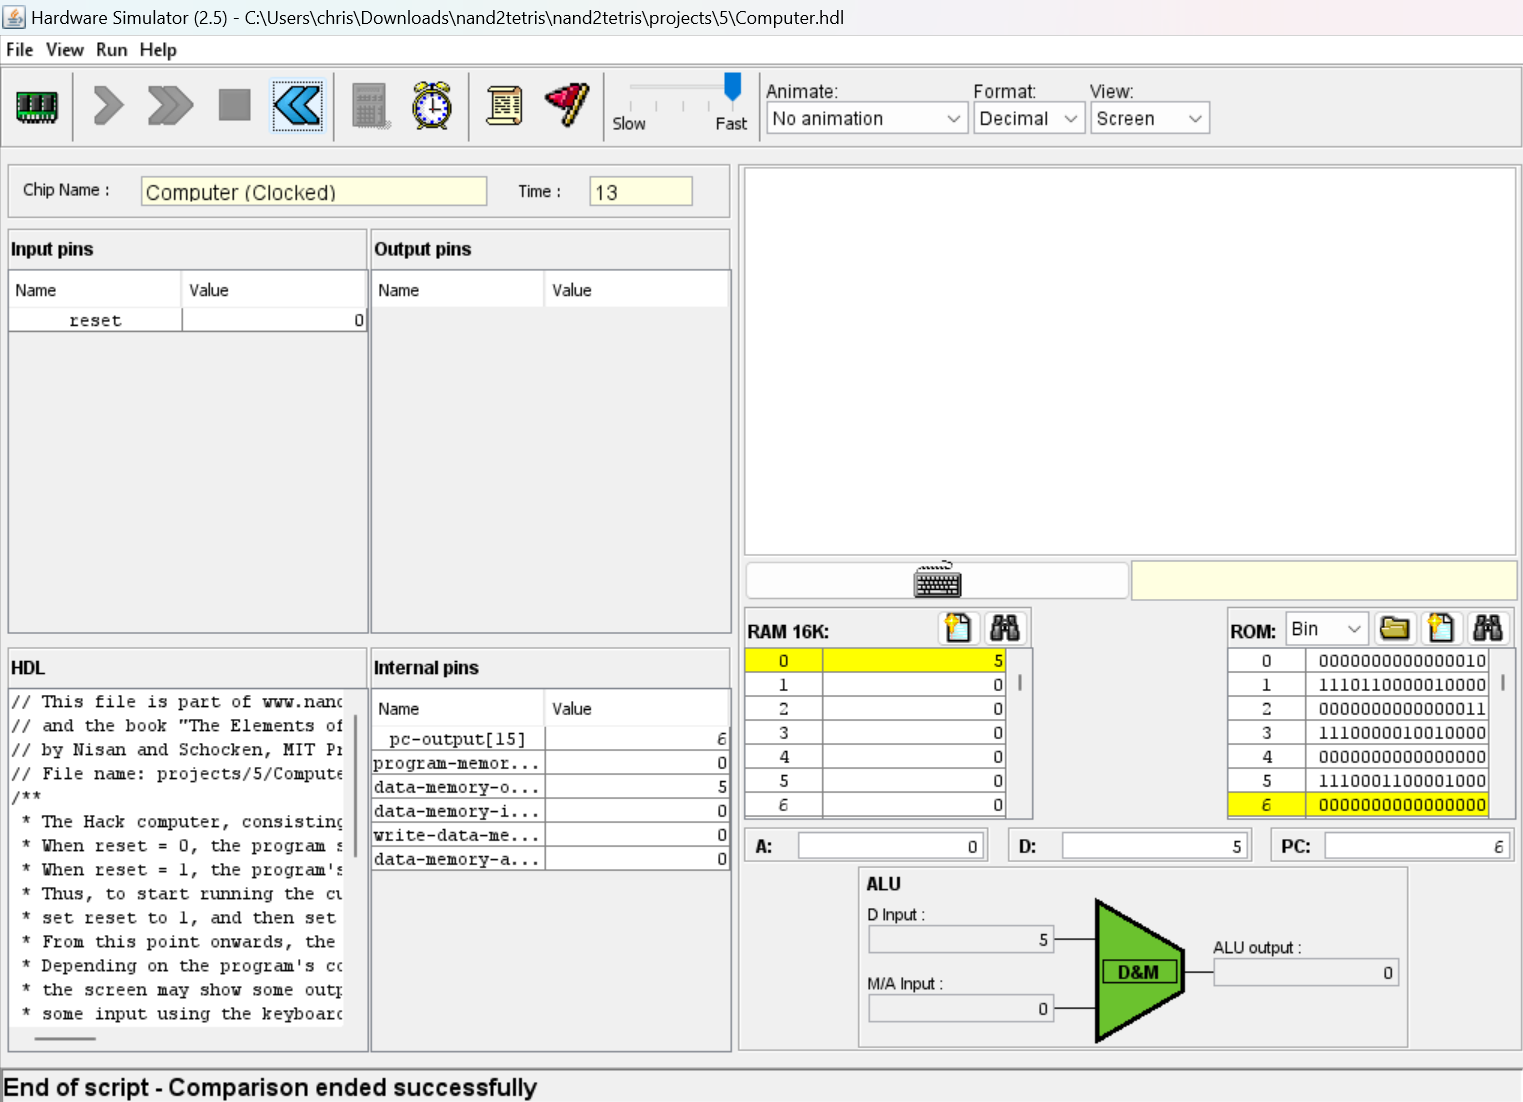 Hardware Simulator (2.5) - C:\Users\chris\Downloads\nand2tetris\nand2tetris\projects\5\Computer.hdl
File View Run Help
Slow Fast
Animate: Format: View:
No animation Decimal Screen
Chip Name : Computer (Clocked) Time : 13
Input pins
Name Value
reset 0
Output pins
Name Value
HDL
// This file is part of www.nand
// and the book "The Elements of
// by Nisan and Schocken, MIT Pr
// File name: projects/5/Compute
/**
* The Hack computer, consisting
* When reset = 0, the program s
* When reset = 1, the program's
* Thus, to start running the cu
* set reset to 1, and then set
* From this point onwards, the
* Depending on the program's co
* the screen may show some outp
* some input using the keyboard
Internal pins
Name Value
pc-output[15] 6
program-memor... 0
data-memory-o... 5
data-memory-i... 0
write-data-me... 0
data-memory-a... 0
RAM 16K:
0 5
1 0
2 0
3 0
4 0
5 0
6 0
ROM: Bin
0 0000000000000010
1 1110110000010000
2 0000000000000011
3 1110000010010000
4 0000000000000000
5 1110001100001000
6 0000000000000000
A: 0
D: 5
PC: 6
ALU
D Input :
5
M/A Input :
0
D&M
ALU output :
0
End of script - Comparison ended successfully